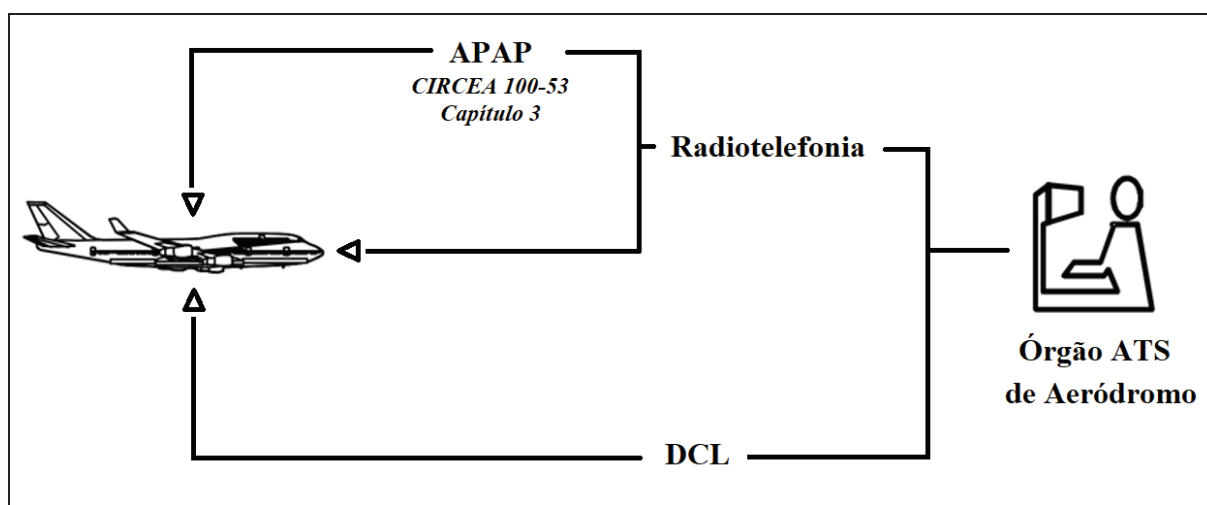 APAP
CIRCEA 100-53
Capítulo 3
Radiotelefonia
Órgão ATS
de Aeródromo
DCL